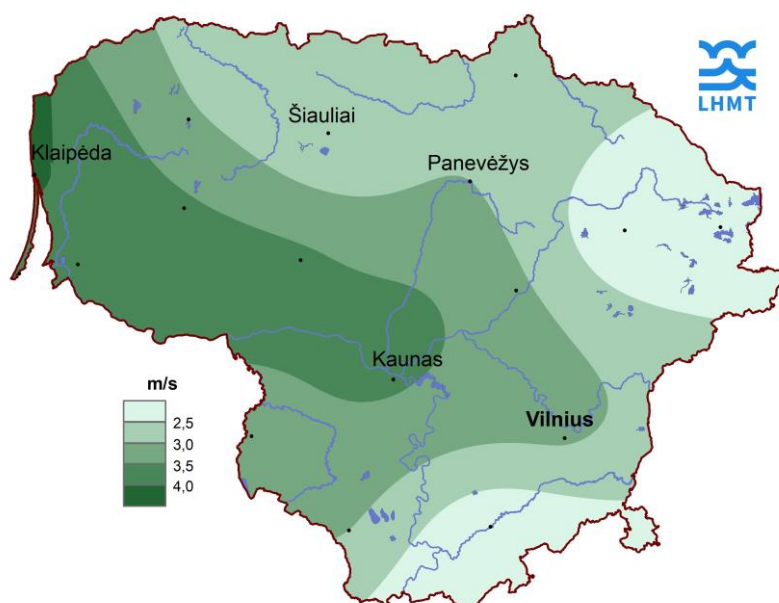 LHMT
Šiauliai
Klaipėda
Panevėžys
Kaunas
Vilnius
m/s
2,5
3,0
3,5
4,0